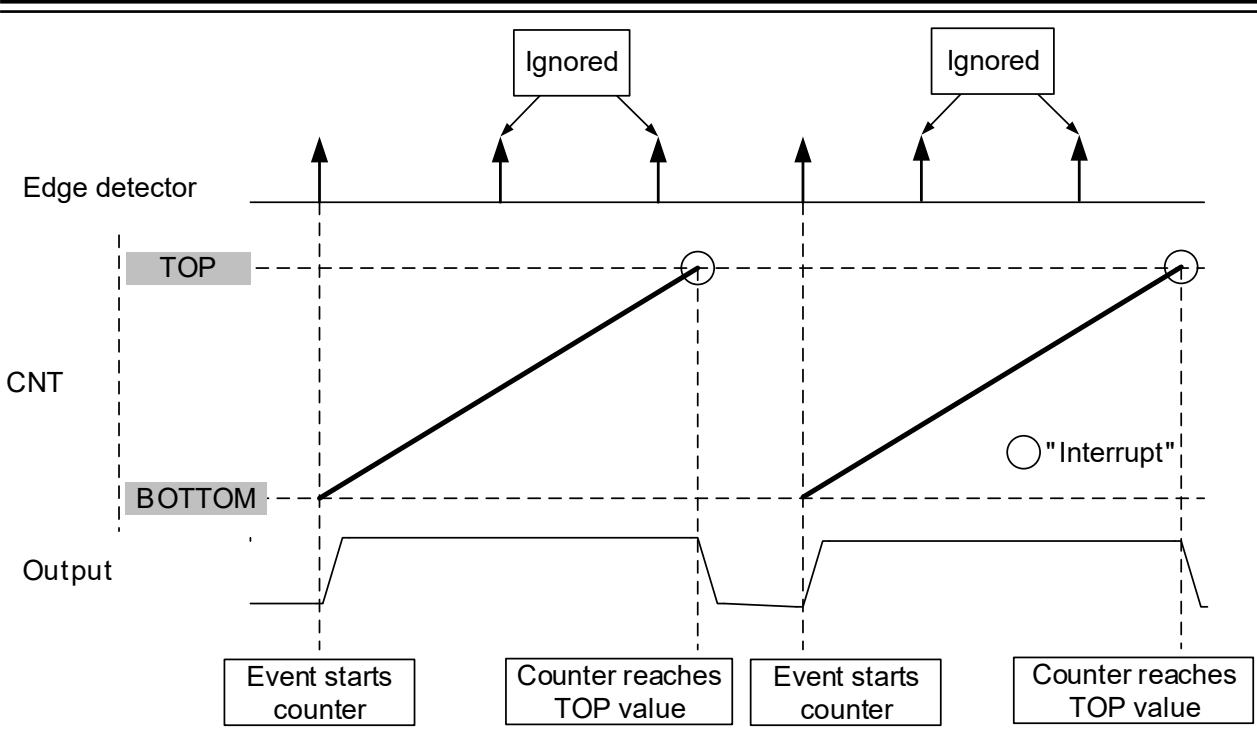 Ignored
Ignored
Edge detector
TOP
CNT
"Interrupt"
BOTTOM
Output
Event starts
counter
Counter reaches
TOP value
Event starts
counter
Counter reaches
TOP value